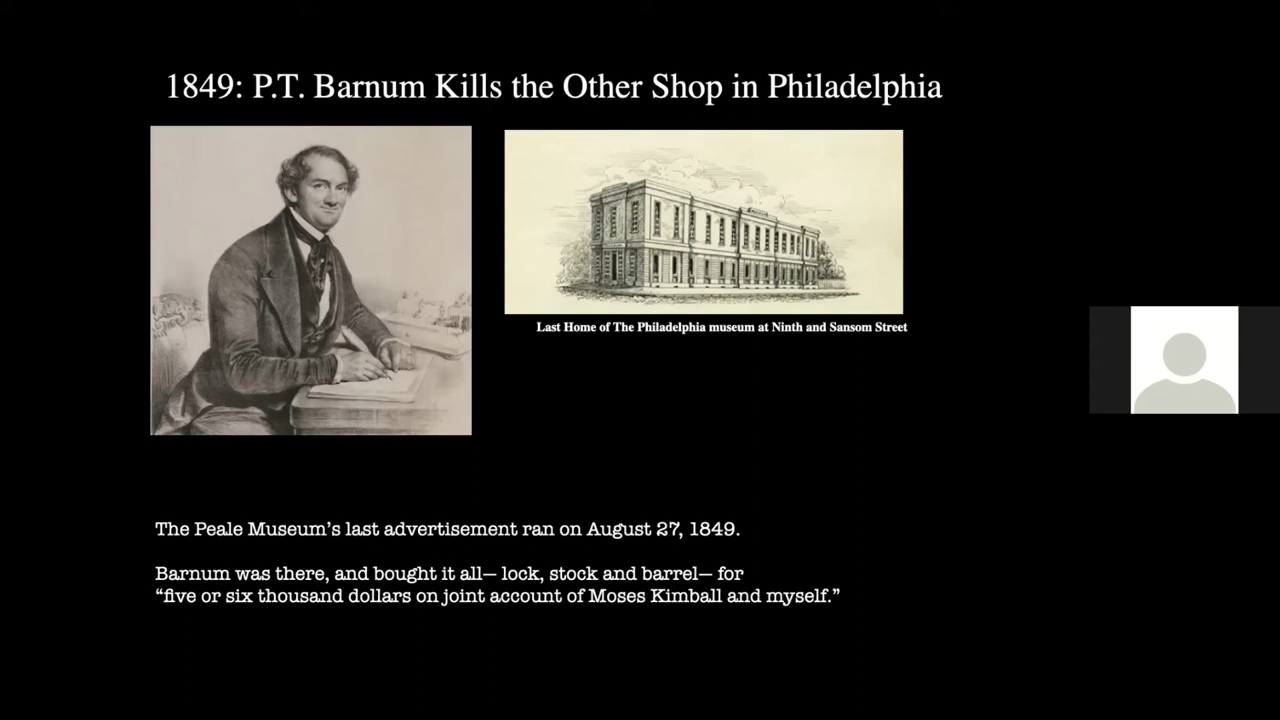 1849: P.T. Barnum Kills the Other Shop in Philadelphia
Last Home of The Philadelphia museum at Ninth and Sansom Street
The Peale Museum’s last advertisement ran on August 27, 1849.
Barnum was there, and bought it all— lock, stock and barrel— for
“five or six thousand dollars on joint account of Moses Kimball and myself.”